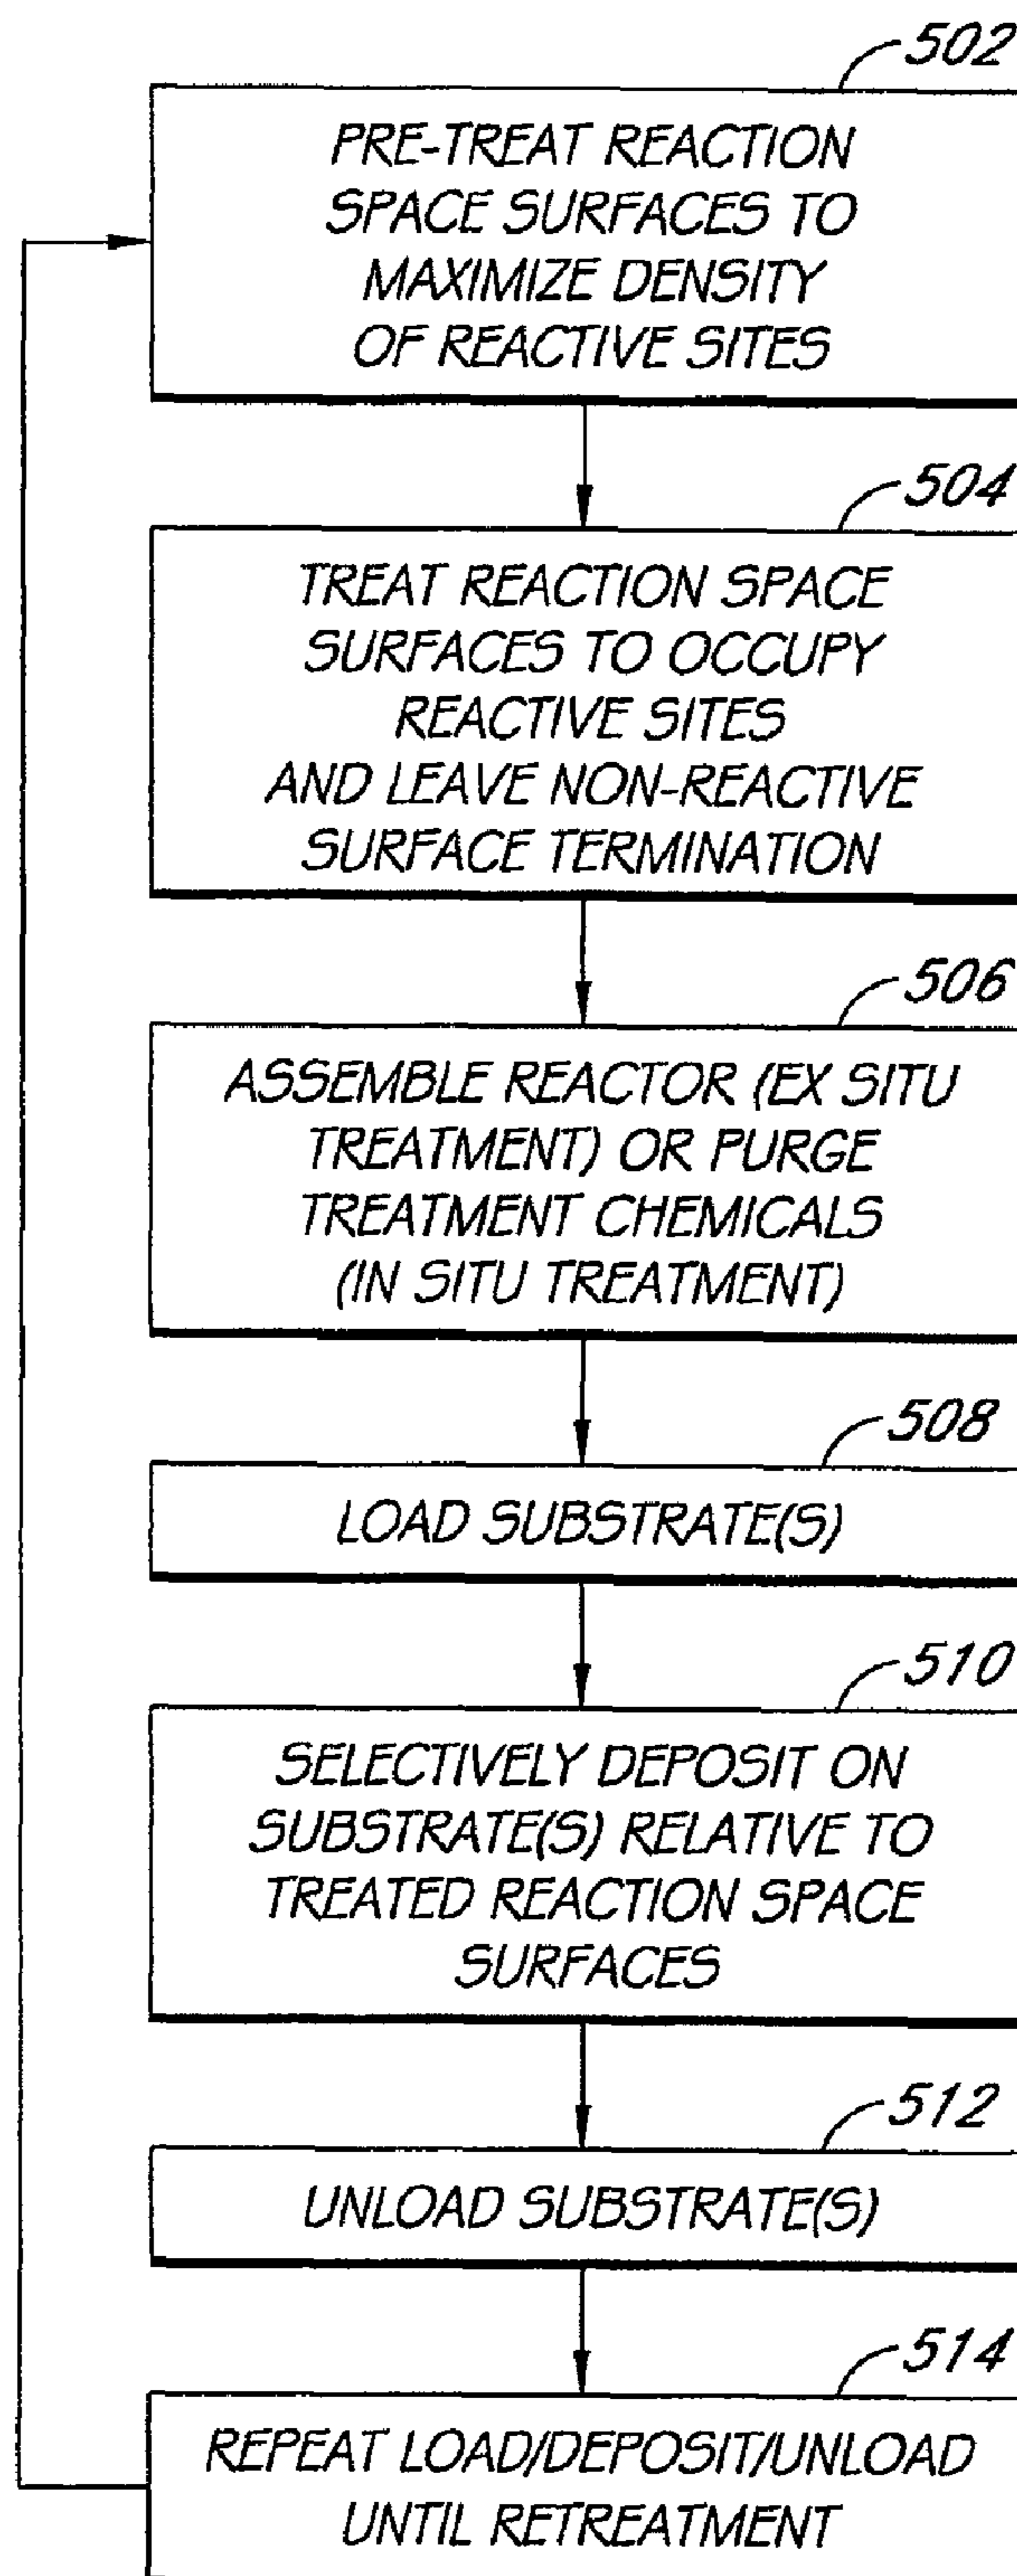 502
PRE-TREAT REACTION
SPACE SURFACES TO
MAXIMIZE DENSITY
OF REACTIVE SITES
504
TREAT REACTION SPACE
SURFACES TO OCCUPY
REACTIVE SITES
AND LEAVE NON-REACTIVE
SURFACE TERMINATION
506
ASSEMBLE REACTOR (EX SITU
TREATMENT) OR PURGE
TREATMENT CHEMICALS
(IN SITU TREATMENT)
508
LOAD SUBSTRATE(S)
510
SELECTIVELY DEPOSIT ON
SUBSTRATE(S) RELATIVE TO
TREATED REACTION SPACE
SURFACES
512
UNLOAD SUBSTRATE(S)
514
REPEAT LOAD/DEPOSIT/UNLOAD
UNTIL RETREATMENT